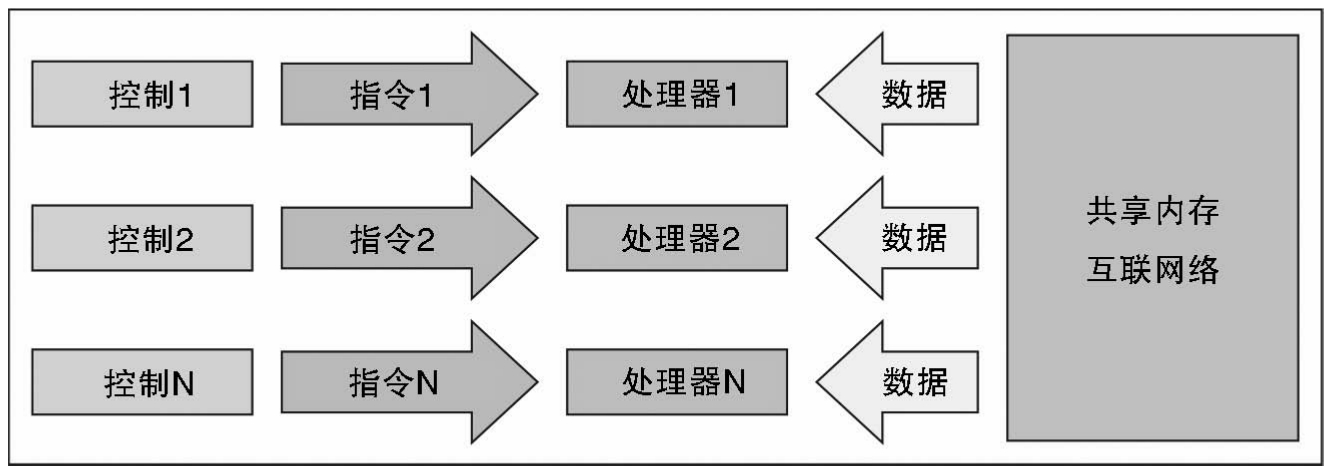 控制1 指令1 处理器1 数据
控制2 指令2 处理器2 数据
控制N 指令N 处理器N 数据
共享内存
互联网络